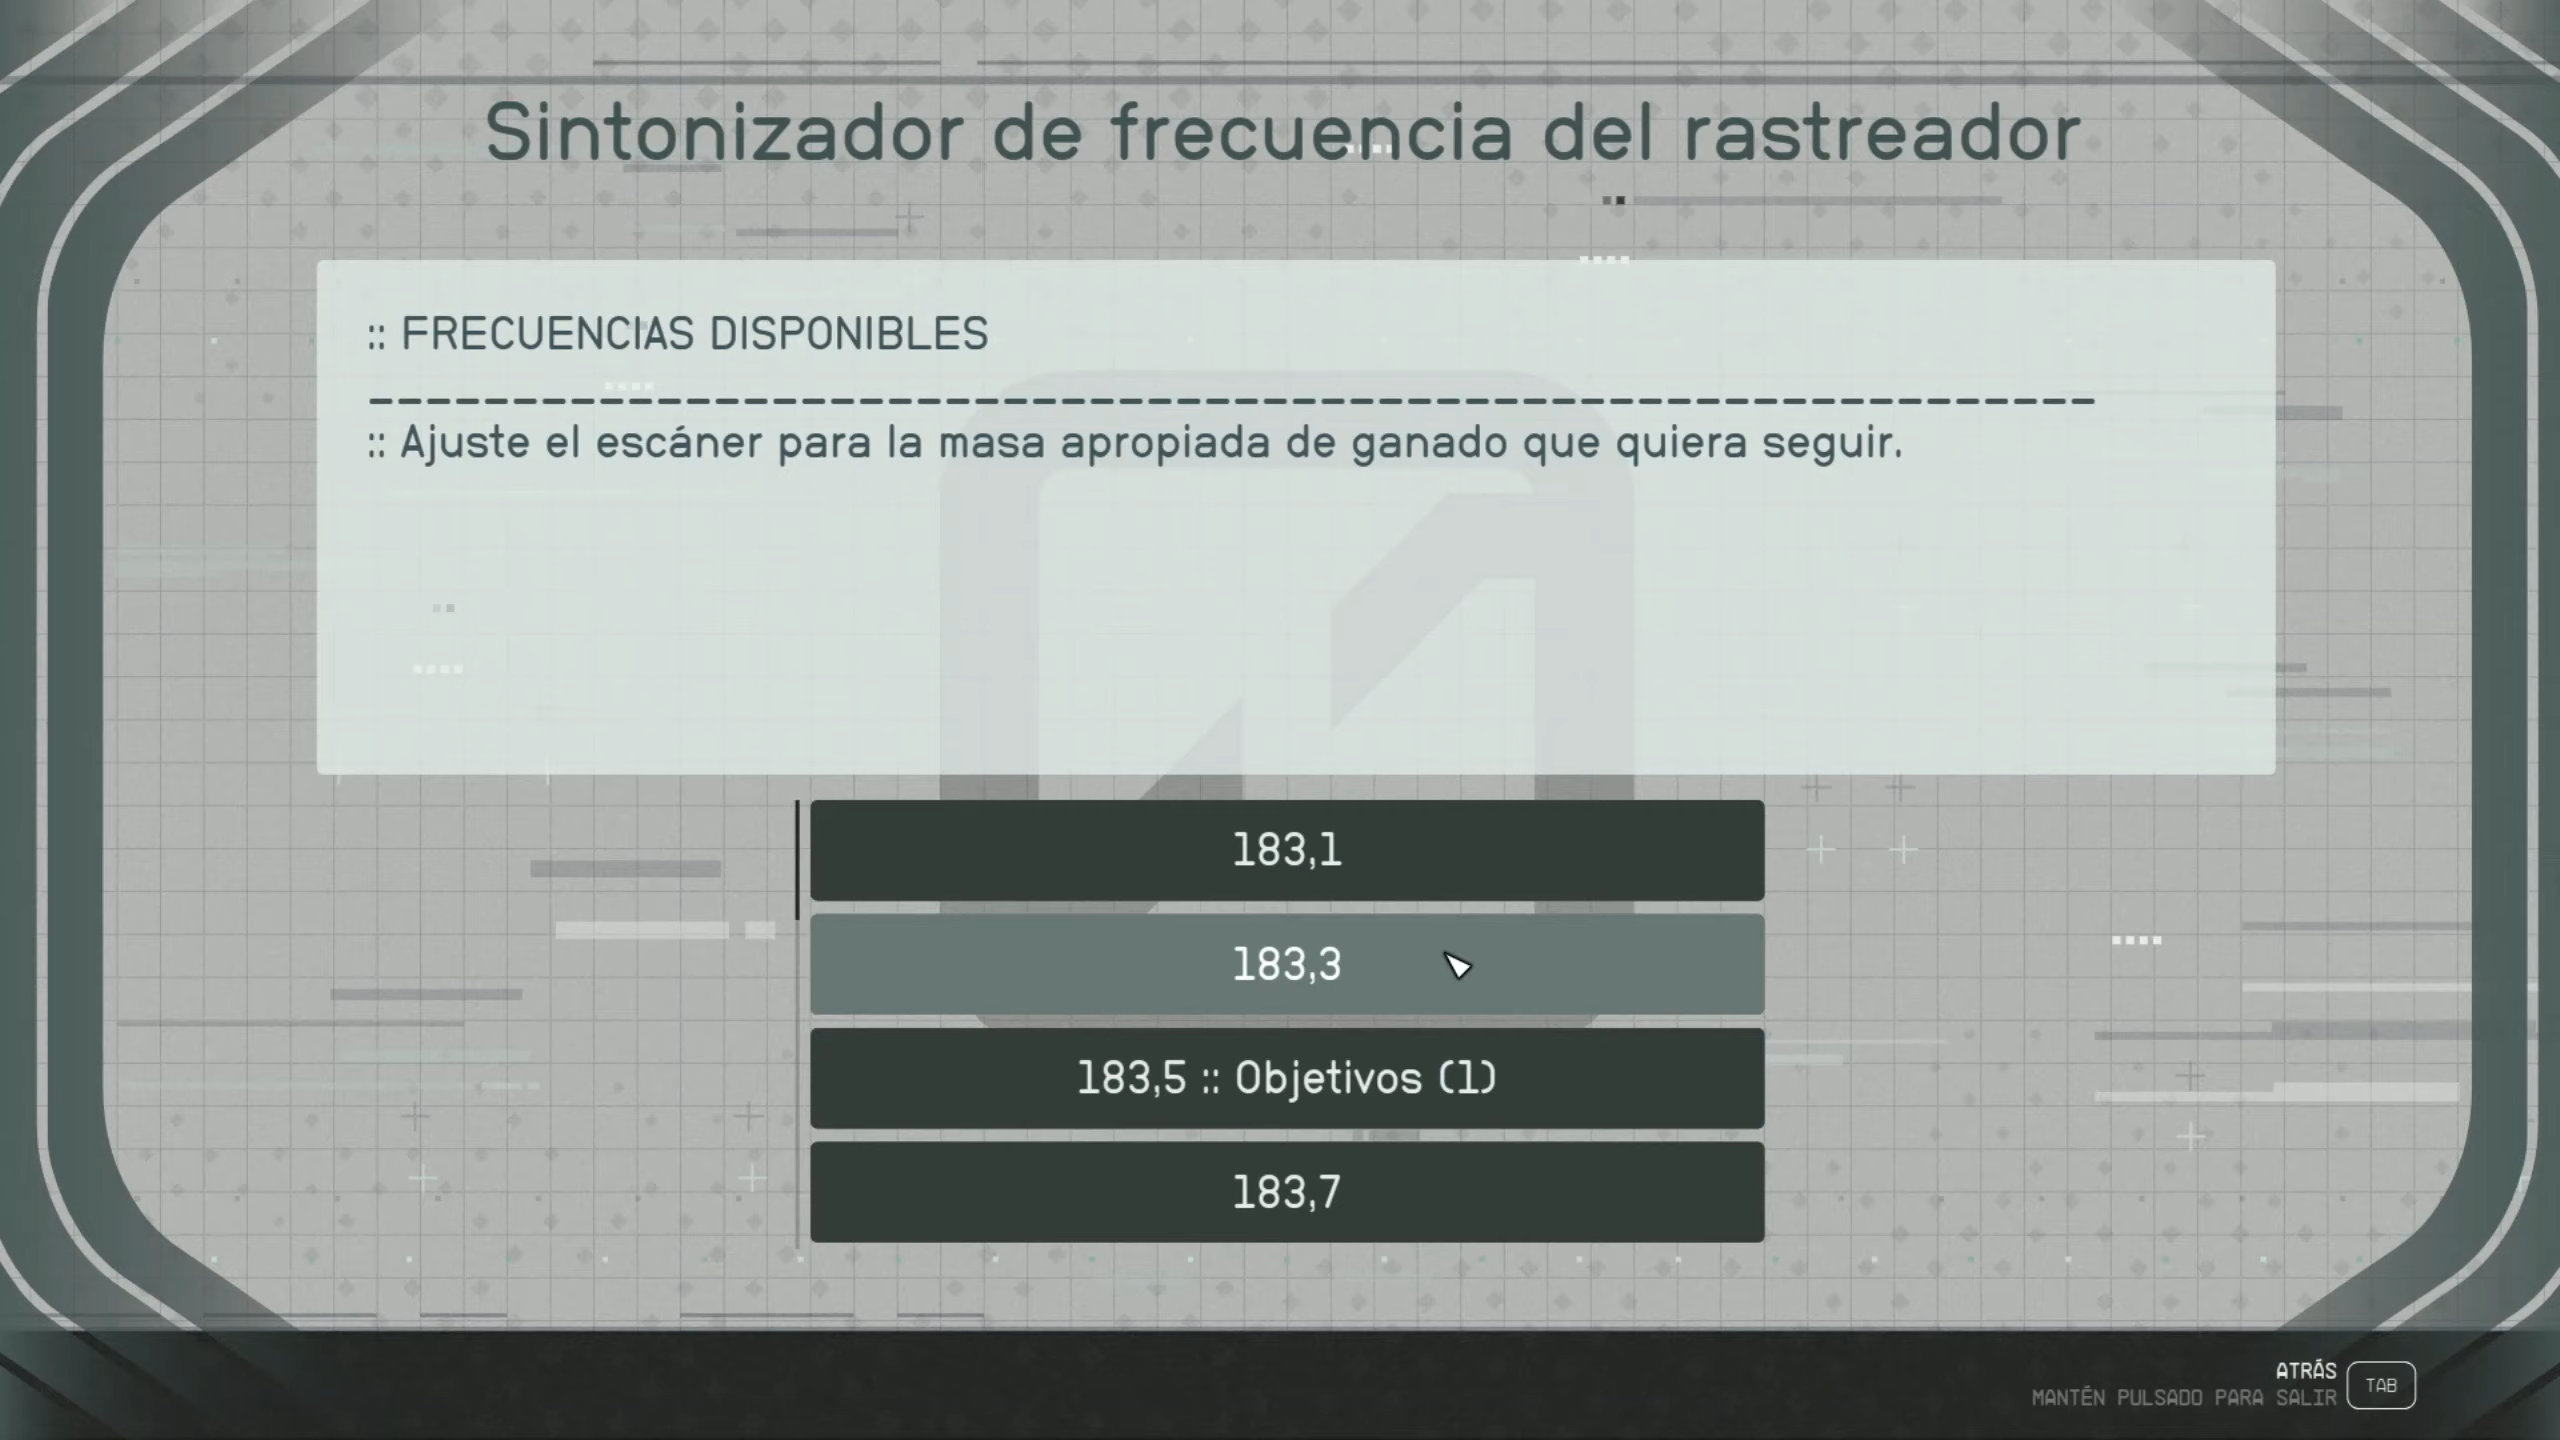 Sintonizador de frecuencia del rastreador
:: FRECUENCIAS DISPONIBLES
:: Ajuste el escáner para la masa apropiada de ganado que quiera seguir.
183,1
183,3
183,5 :: Objetivos (1)
183,7
ATRÁS
TAB
MANTÉN PULSADO PARA SALIR